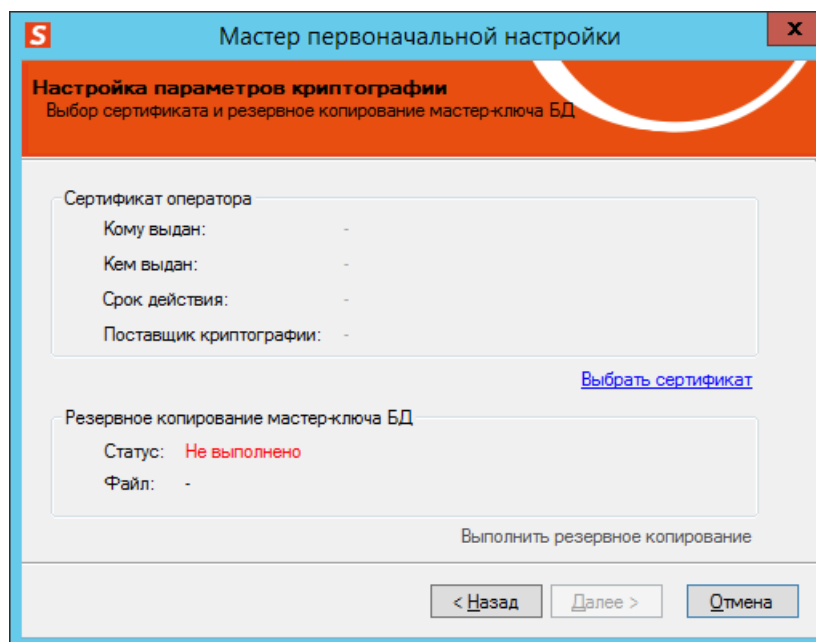 S
Мастер первоначальной настройки
x
Настройка параметров криптографии
Выбор сертификата и резервное копирование мастер-ключа БД
Сертификат оператора
Кому выдан: -
Кем выдан: -
Срок действия: -
Поставщик криптографии: -
Выбрать сертификат
Резервное копирование мастер-ключа БД
Статус: Не выполнено
Файл: -
Выполнить резервное копирование
< Назад Далее > Отмена